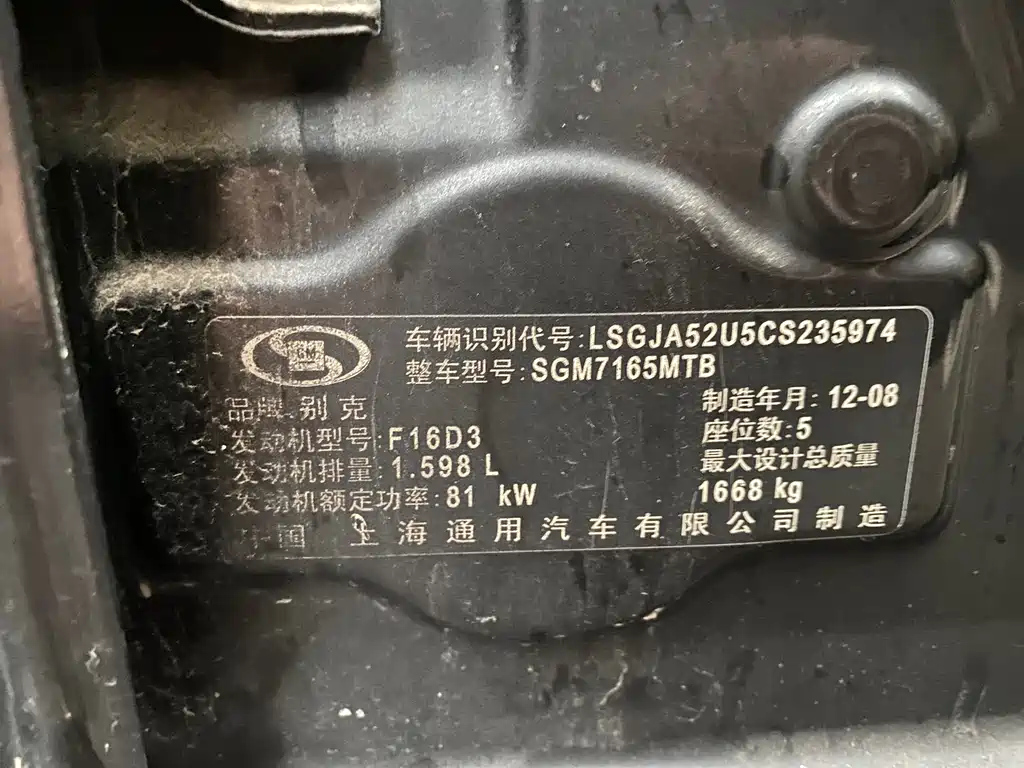 车辆识别代号:LSGJA52U5CS235974
整车型号:SGM7165MTB
品牌 别克
制造年月: 12-08
发动机型号:F16D3
座位数:5
发动机排量:1.598 L
最大设计总质量
1668 kg
发动机额定功率:81 kW
中国 上海通用汽车有限公司制造